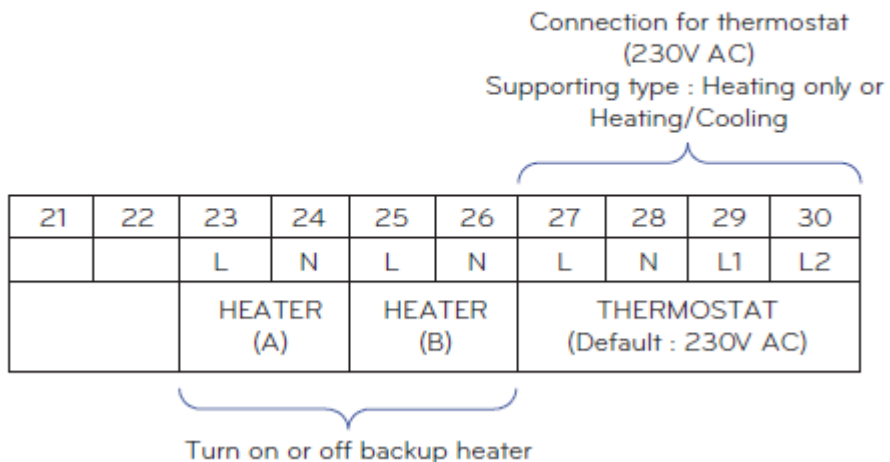 Connection for thermostat
(230V AC)
Supporting type : Heating only or
Heating/Cooling
21 22 23 24 25 26 27 28 29 30
L N L N L N L1 L2
HEATER (A) HEATER (B) THERMOSTAT (Default : 230V AC)
Turn on or off backup heater